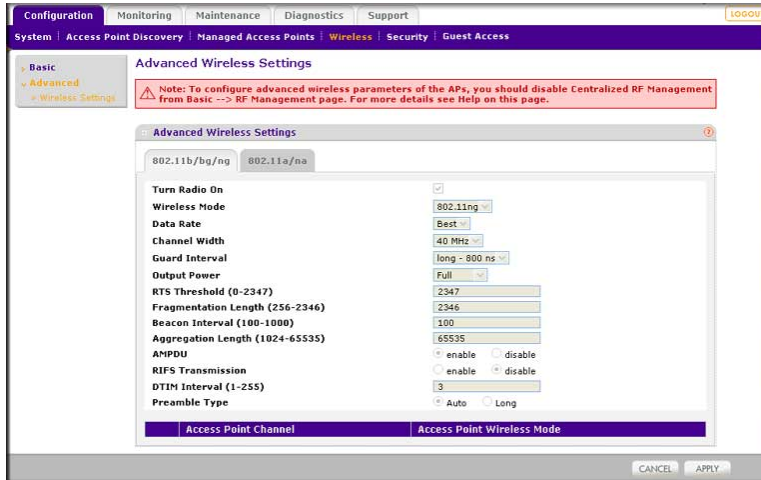 Configuration Monitoring Maintenance Diagnostics Support
LOGOU
System Access Point Discovery Managed Access Points Wireless Security Guest Access
Basic
Advanced
Wireless Settings
Advanced Wireless Settings
Note: To configure advanced wireless parameters of the APs, you should disable Centralized RF Management
from Basic --> RF Management page. For more details see Help on this page.
Advanced Wireless Settings ?
802.11b/bg/ng 802.11a/na
Turn Radio On
Wireless Mode 802.11ng
Data Rate Best
Channel Width 40 MHz
Guard Interval long - 800 ns
Output Power Full
RTS Threshold (0-2347) 2347
Fragmentation Length (256-2346) 2346
Beacon Interval (100-1000) 100
Aggregation Length (1024-65535) 65535
AMPDU enable disable
RIFS Transmission enable disable
DTIM Interval (1-255) 3
Preamble Type Auto Long
Access Point Channel Access Point Wireless Mode
CANCEL APPLY